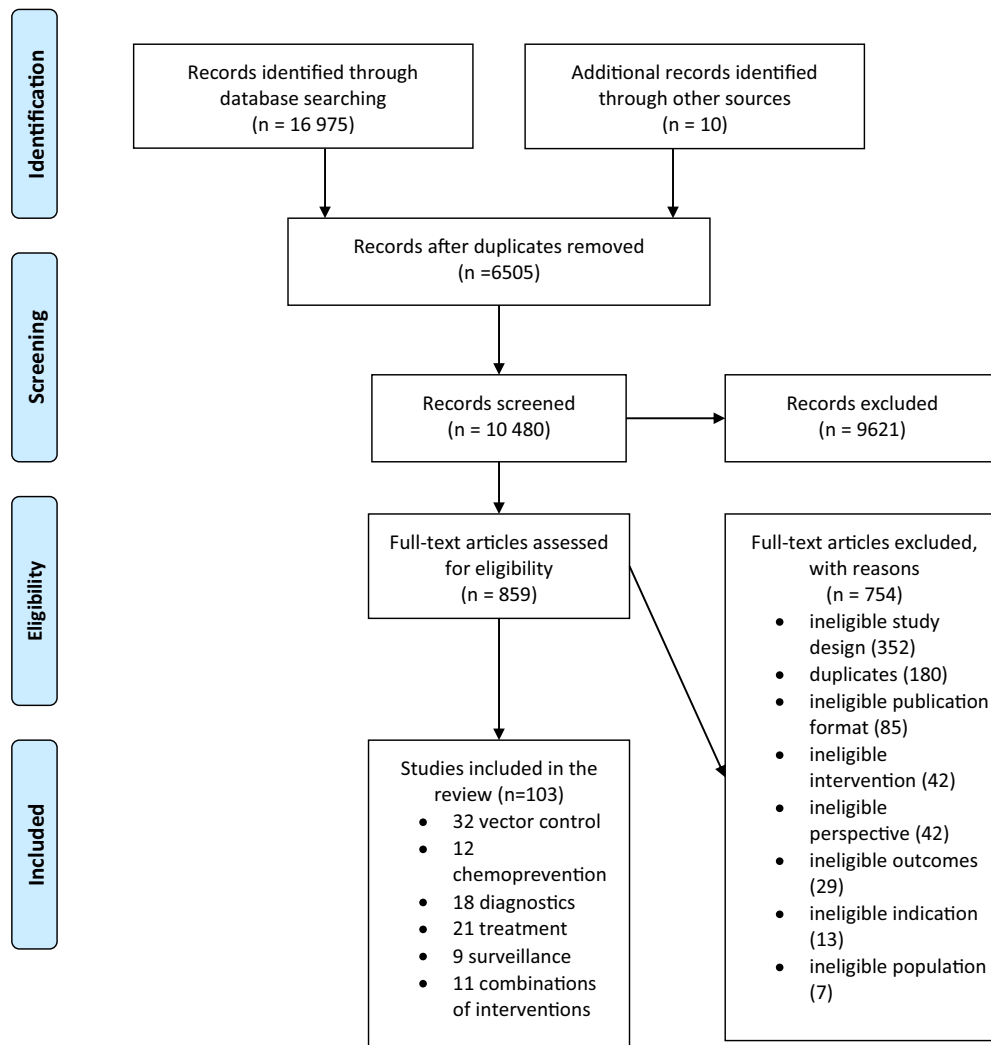 Identification
Records identified through
database searching
(n = 16 975)
Additional records identified
through other sources
(n = 10)
Records after duplicates removed
(n =6505)
Screening
Records screened
(n = 10 480)
Records excluded
(n = 9621)
Eligibility
Full-text articles assessed
for eligibility
(n = 859)
Full-text articles excluded,
with reasons
(n = 754)
• ineligible study
design (352)
• duplicates (180)
• ineligible publication
format (85)
• ineligible
intervention (42)
• ineligible
perspective (42)
• ineligible outcomes
(29)
• ineligible indication
(13)
• ineligible population
(7)
Included
Studies included in the
review (n=103)
• 32 vector control
• 12
chemoprevention
• 18 diagnostics
• 21 treatment
• 9 surveillance
• 11 combinations
of interventions